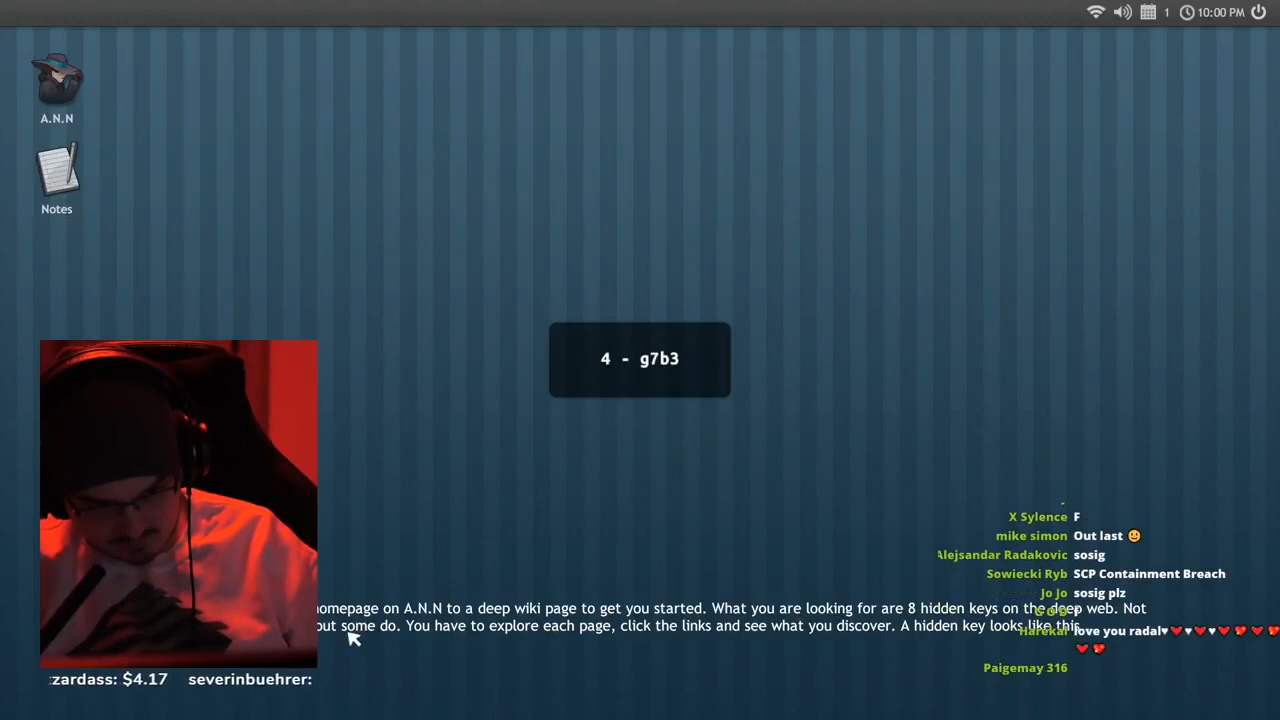 1 10:00 PM
A.N.N
Notes
4 - g7b3
X Sylence F
mike simon Out last
Alejsandar Radakovic sosig
Sowiecki Ryb SCP Containment Breach
Jo Jo sosig plz
homepage on A.N.N to a deep wiki page to get you started. What you are looking for are 8 hidden keys on the deep web. Not
out some do. You have to explore each page, click the links and see what you discover. A hidden key looks like this
Harekal love you radal
Paigemay 316
zardass: $4.17 severinbuehrer: